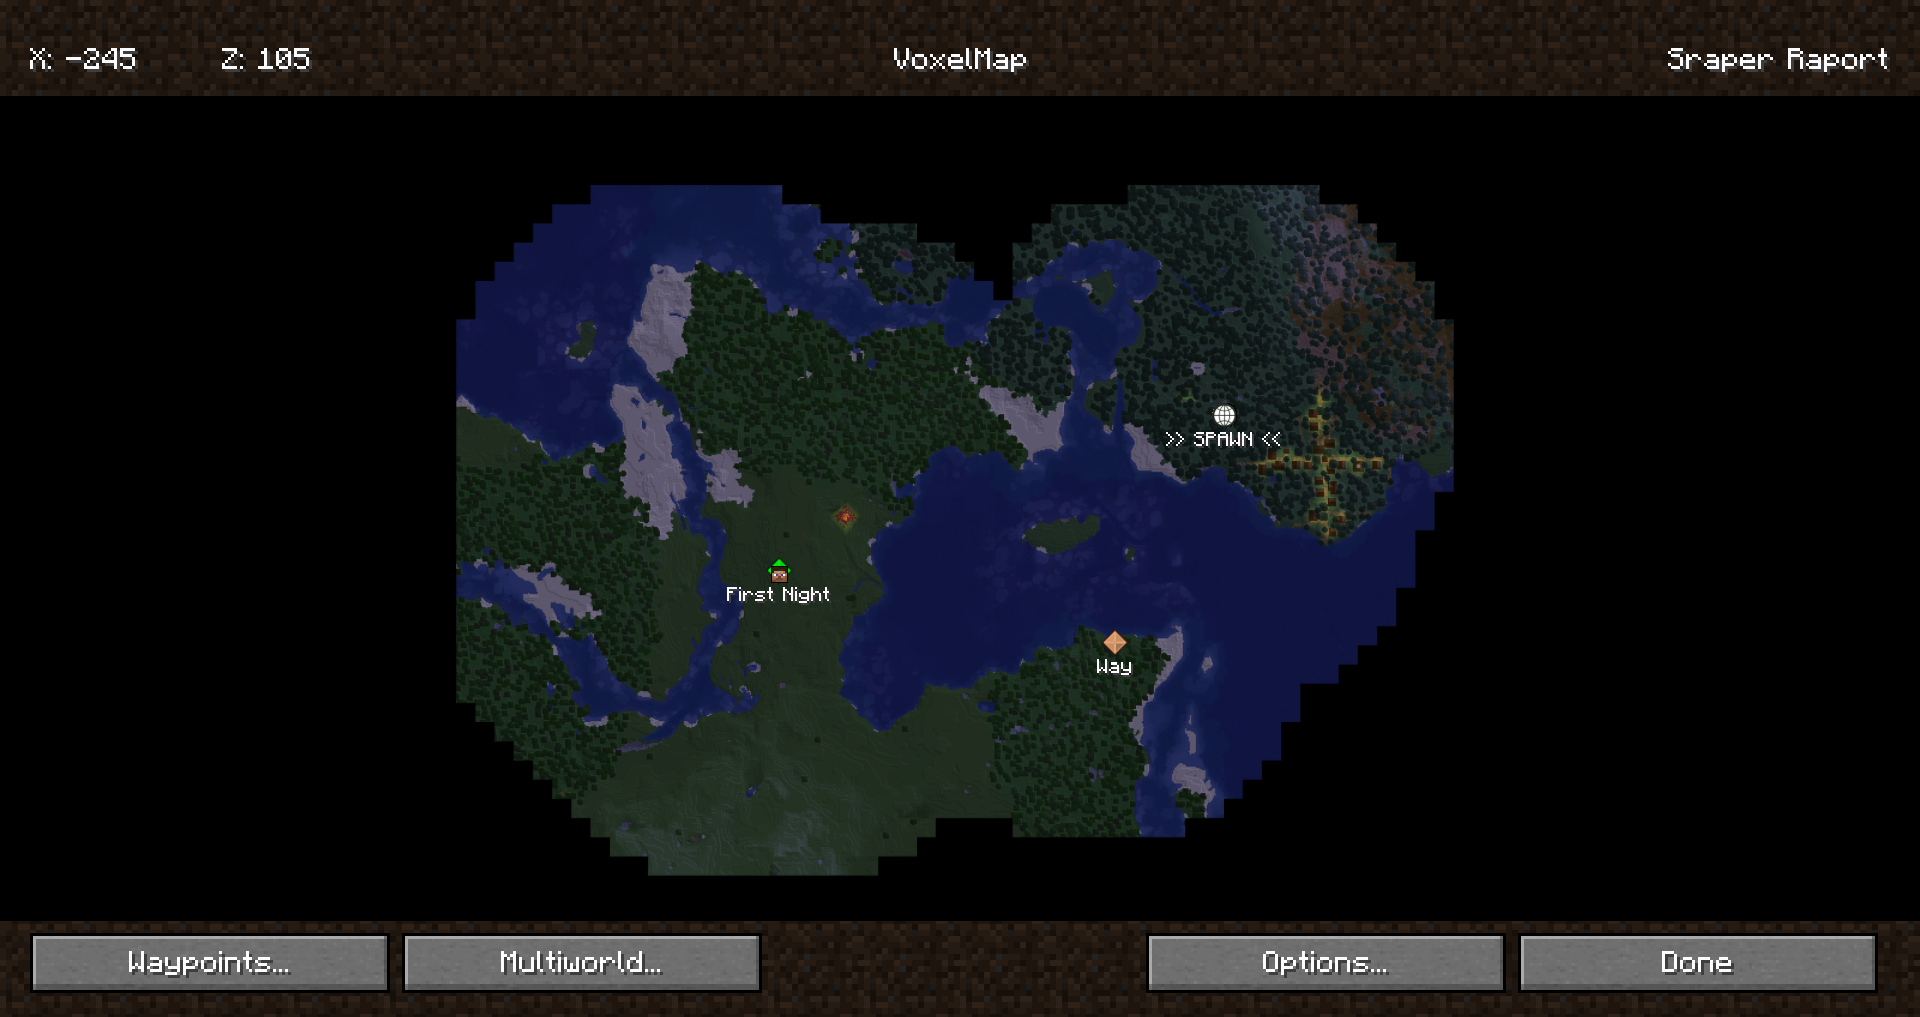 X: -245 Z: 105
VoxelMap
Sraper Raport
>> SPAWN <<
First Night
Way
Waypoints...
Multiworld...
Options...
Done